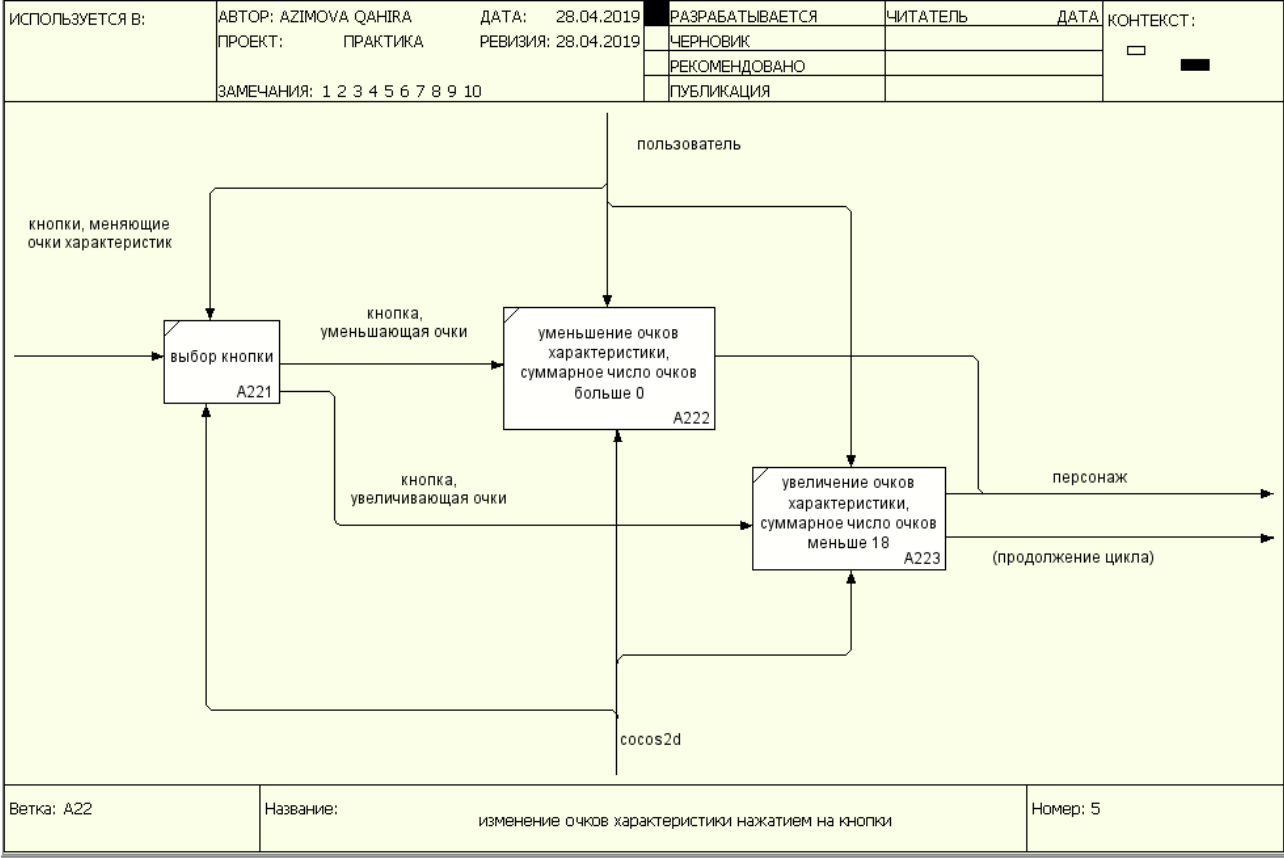 ИСПОЛЬЗУЕТСЯ В:
АВТОР: AZIMOVA QAHIRA
ДАТА: 28.04.2019
ПРОЕКТ: ПРАКТИКА
РЕВИЗИЯ: 28.04.2019
ЗАМЕЧАНИЯ: 1 2 3 4 5 6 7 8 9 10
РАЗРАБАТЫВАЕТСЯ
ЧЕРНОВИК
РЕКОМЕНДОВАНО
ПУБЛИКАЦИЯ
ЧИТАТЕЛЬ
ДАТА
КОНТЕКСТ:
пользователь
кнопки, меняющие
очки характеристик
кнопка,
уменьшающая очки
выбор кнопки
A221
уменьшение очков
характеристики,
суммарное число очков
больше 0
A222
кнопка,
увеличивающая очки
увеличение очков
характеристики,
суммарное число очков
меньше 18
A223
персонаж
(продолжение цикла)
cocos2d
Ветка: A22
Название:
изменение очков характеристики нажатием на кнопки
Номер: 5